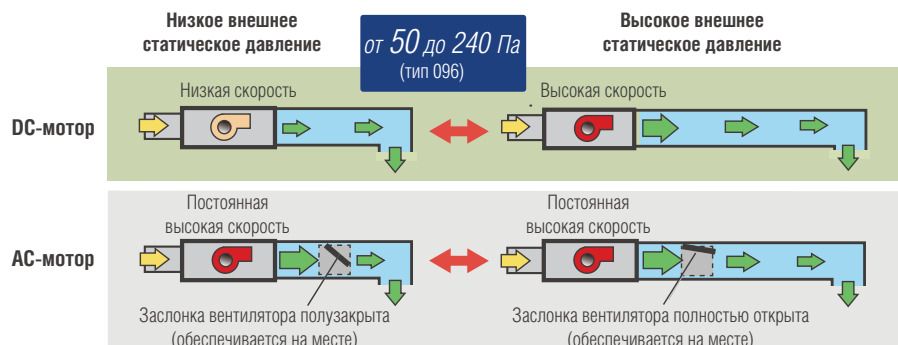 Низкое внешнее
статическое давление
от 50 до 240 Па
(тип 096)
Высокое внешнее
статическое давление
DC-мотор
Низкая скорость
Высокая скорость
AC-мотор
Постоянная
высокая скорость
Постоянная
высокая скорость
Заслонка вентилятора полузакрыта
(обеспечивается на месте)
Заслонка вентилятора полностью открыта
(обеспечивается на месте)